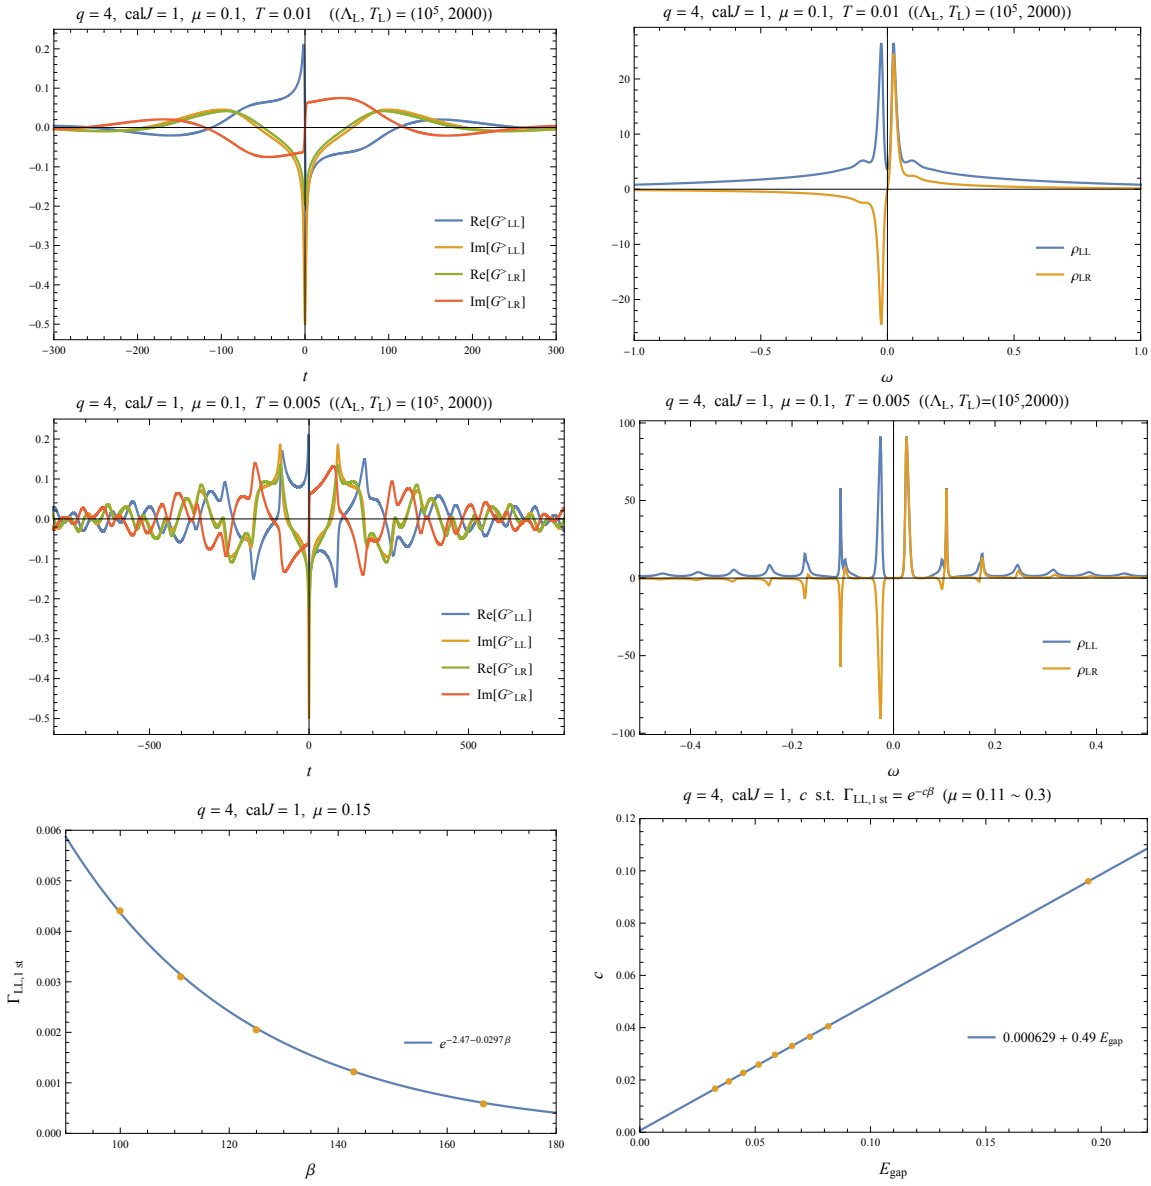 q = 4, calJ = 1, μ = 0.1, T = 0.01 ((Λ_L, T_L) = (10⁵, 2000))
0.2
0.1
0.0
−0.1
−0.2
−0.3
−0.4
−0.5
−300 −200 −100 0 100 200 300
t
Re[G^>_LL]
Im[G^>_LL]
Re[G^>_LR]
Im[G^>_LR]
q = 4, calJ = 1, μ = 0.1, T = 0.01 ((Λ_L, T_L) = (10⁵, 2000))
20
10
0
−10
−20
−1.0 −0.5 0.0 0.5 1.0
ω
ρ_LL
ρ_LR
q = 4, calJ = 1, μ = 0.1, T = 0.005 ((Λ_L, T_L) = (10⁵, 2000))
0.2
0.1
0.0
−0.1
−0.2
−0.3
−0.4
−0.5
−500 0 500
t
Re[G^>_LL]
Im[G^>_LL]
Re[G^>_LR]
Im[G^>_LR]
q = 4, calJ = 1, μ = 0.1, T = 0.005 ((Λ_L, T_L)=(10⁵,2000))
100
50
0
−50
−100
−0.4 −0.2 0.0 0.2 0.4
ω
ρ_LL
ρ_LR
q = 4, calJ = 1, μ = 0.15
0.006
0.005
0.004
0.003
0.002
0.001
0.000
100 120 140 160 180
β
Γ_LL,1 st
e^−2.47−0.0297 β
q = 4, calJ = 1, c s.t. Γ_LL,1 st = e^−cβ (μ = 0.11 ~ 0.3)
0.12
0.10
0.08
0.06
0.04
0.02
0.00
0.00 0.05 0.10 0.15 0.20
E_gap
c
0.000629 + 0.49 E_gap